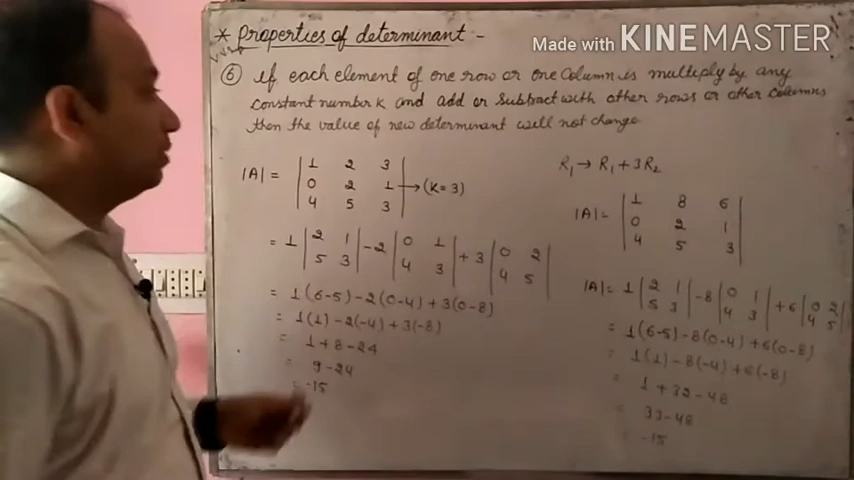 Made with KINEMASTER
* Properties of determinant :-
⑥ if each element of one row or one column is multiply by any
constant number K and add or subtract with other rows or other columns
then the value of new determinant will not change
|A| = | 1 2 3 |
| 0 2 1 | → (K = 3)
| 4 5 3 |
= 1 | 2 1 | - 2 | 0 1 | + 3 | 0 2 |
| 5 3 | | 4 3 | | 4 5 |
= 1(6-5) - 2(0-4) + 3(0-8)
= 1(1) - 2(-4) + 3(-8)
= 1 + 8 - 24
= 9 - 24
= -15
R₁ → R₁ + 3R₂
|A| = | 1 8 6 |
| 0 2 1 |
| 4 5 3 |
|A| = 1 | 2 1 | - 8 | 0 1 | + 6 | 0 2 |
| 5 3 | | 4 3 | | 4 5 |
= 1(6-5) - 8(0-4) + 6(0-8)
= 1(1) - 8(-4) + 6(-8)
= 1 + 32 - 48
= 33 - 48
= -15